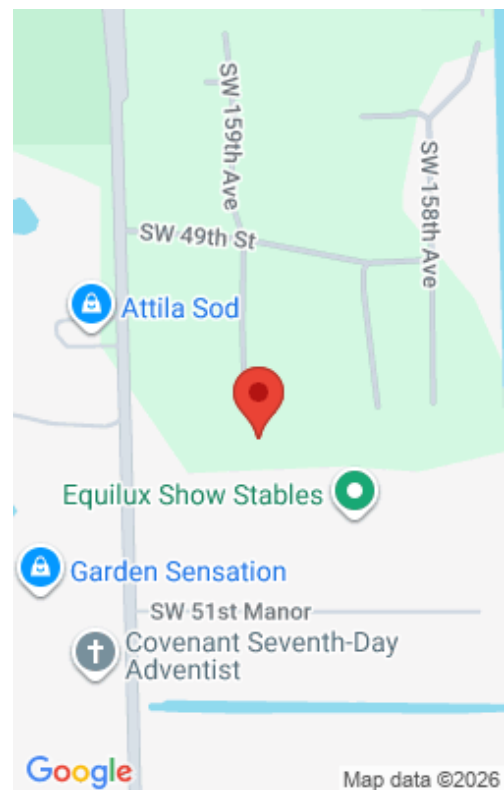 SW 159th Ave
SW 158th Ave
SW 49th St
Attila Sod
Equilux Show Stables
Garden Sensation
SW 51st Manor
Covenant Seventh-Day
Adventist
Google
Map data ©2026